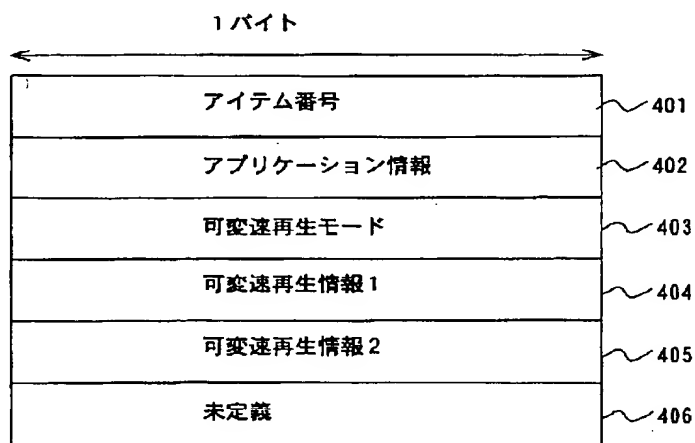 1バイト
アイテム番号 401
アプリケーション情報 402
可変速再生モード 403
可変速再生情報1 404
可変速再生情報2 405
未定義 406